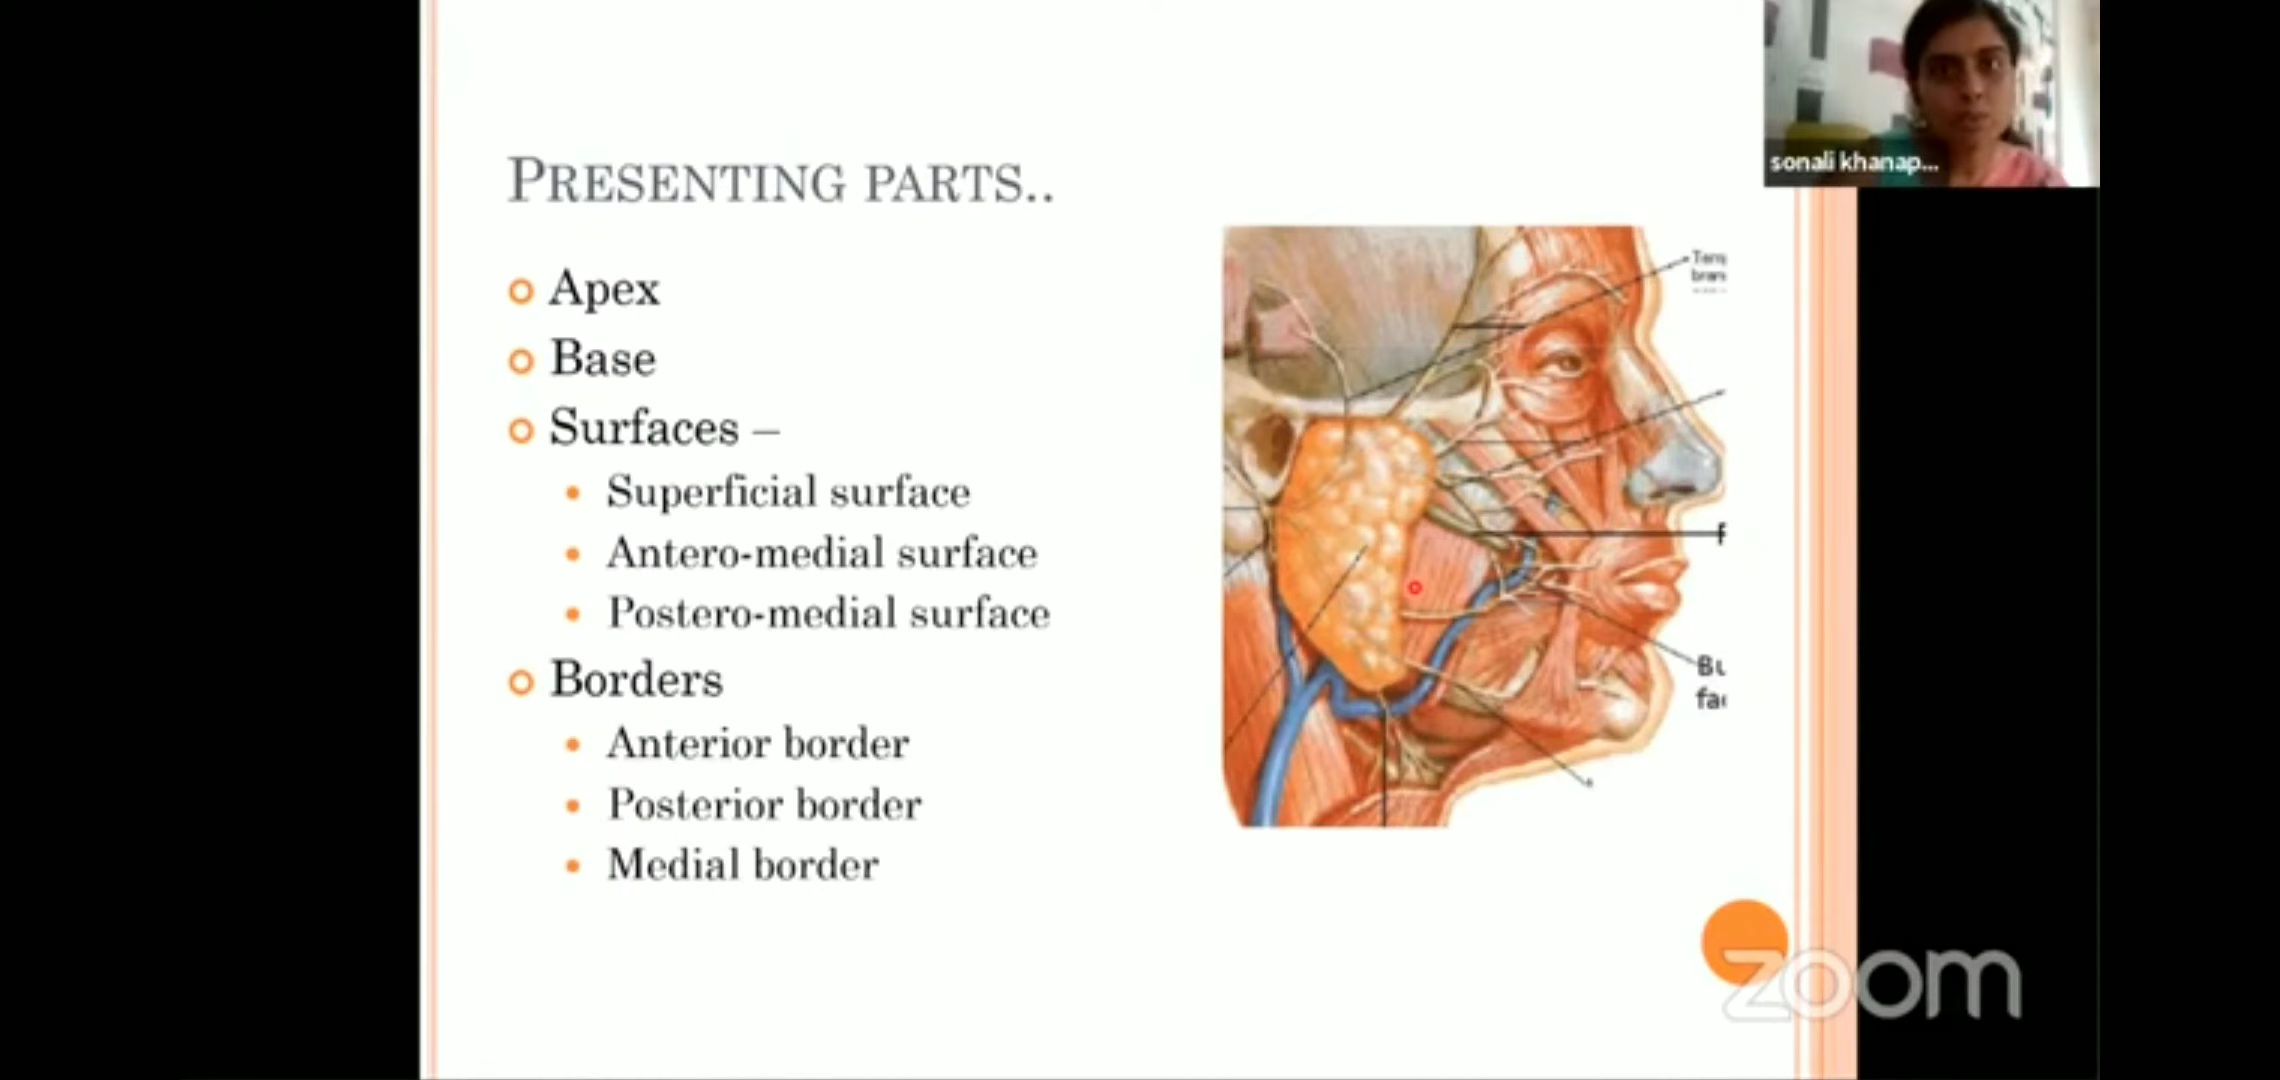 sonali khanap...
PRESENTING PARTS..
Apex
Base
Surfaces –
Superficial surface
Antero-medial surface
Postero-medial surface
Borders
Anterior border
Posterior border
Medial border
zoom